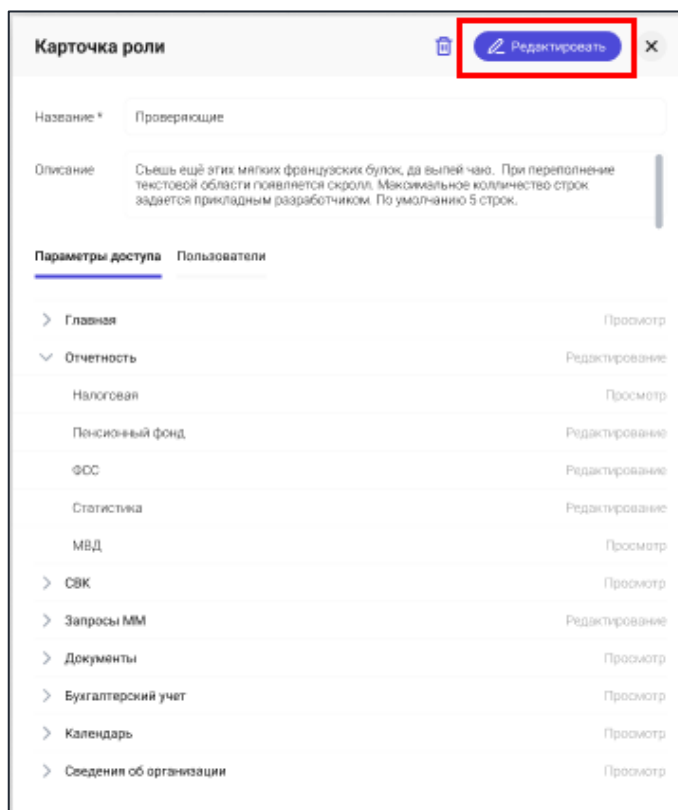 Карточка роли
Редактировать
Название *
Проверяющие
Описание
Съешь ещё этих мягких французских булок, да выпей чаю. При переполнение
текстовой области появляется скролл. Максимальное колличество строк
задается прикладным разработчиком. По умолчанию 5 строк.
Параметры доступа Пользователи
Главная Просмотр
Отчетность Редактирование
Налоговая Просмотр
Пенсионный фонд Редактирование
ФСС Редактирование
Статистика Редактирование
МВД Просмотр
СВК Просмотр
Запросы ММ Редактирование
Документы Просмотр
Бухгалтерский учет Просмотр
Календарь Просмотр
Сведения об организации Просмотр